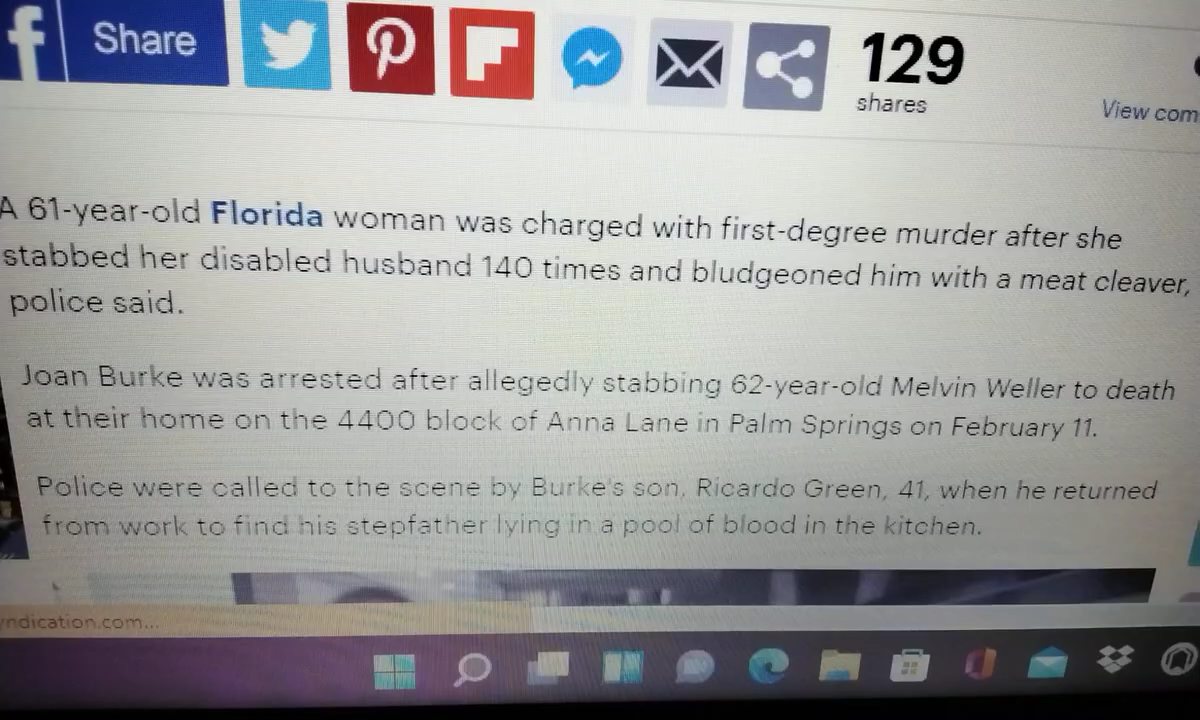 Share
129
shares
View com
A 61-year-old Florida woman was charged with first-degree murder after she
stabbed her disabled husband 140 times and bludgeoned him with a meat cleaver,
police said.
Joan Burke was arrested after allegedly stabbing 62-year-old Melvin Weller to death
at their home on the 4400 block of Anna Lane in Palm Springs on February 11.
Police were called to the scene by Burke's son, Ricardo Green, 41, when he returned
from work to find his stepfather lying in a pool of blood in the kitchen.
ndication.com...